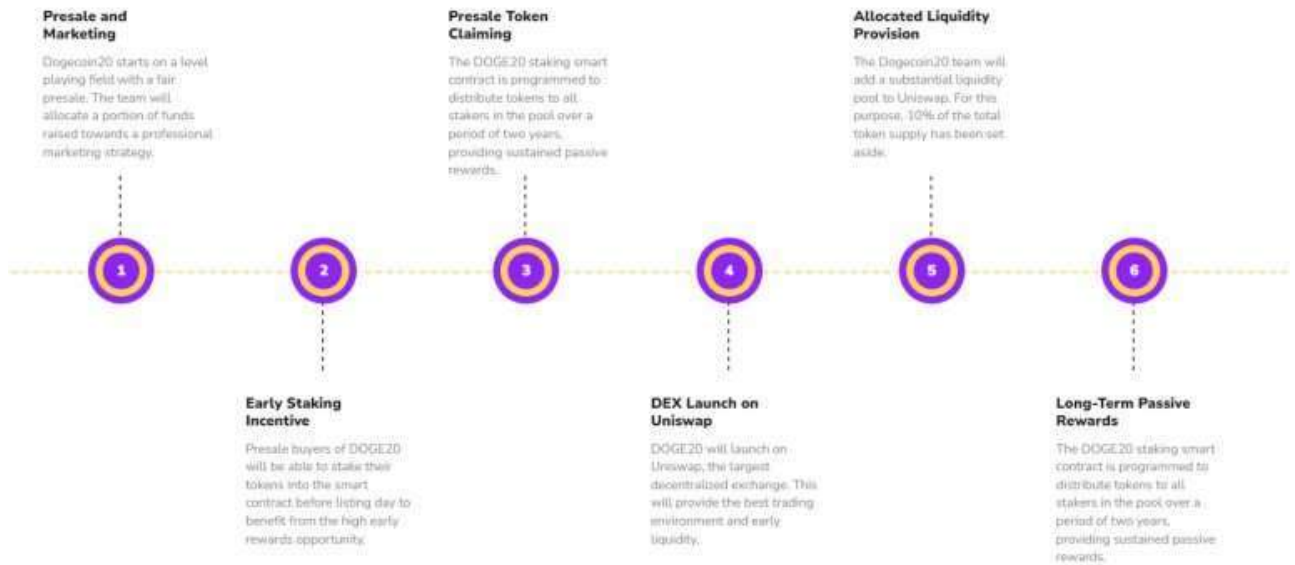 Presale and
Marketing
Dogecoin20 starts on a level
playing field with a fair
presale. The team will
allocate a portion of funds
raised towards a professional
marketing strategy.
1
Early Staking
Incentive
Presale buyers of DOGE20
will be able to stake their
tokens into the smart
contract before listing day to
benefit from the high early
rewards opportunity.
2
Presale Token
Claiming
The DOGE20 staking smart
contract is programmed to
distribute tokens to all
stakers in the pool over a
period of two years,
providing sustained passive
rewards.
3
DEX Launch on
Uniswap
DOGE20 will launch on
Uniswap, the largest
decentralized exchange. This
will provide the best trading
environment and early
liquidity.
4
Allocated Liquidity
Provision
The Dogecoin20 team will
add a substantial liquidity
pool to Uniswap. For this
purpose, 10% of the total
token supply has been set
aside.
5
Long-Term Passive
Rewards
The DOGE20 staking smart
contract is programmed to
distribute tokens to all
stakers in the pool over a
period of two years,
providing sustained passive
rewards.
6